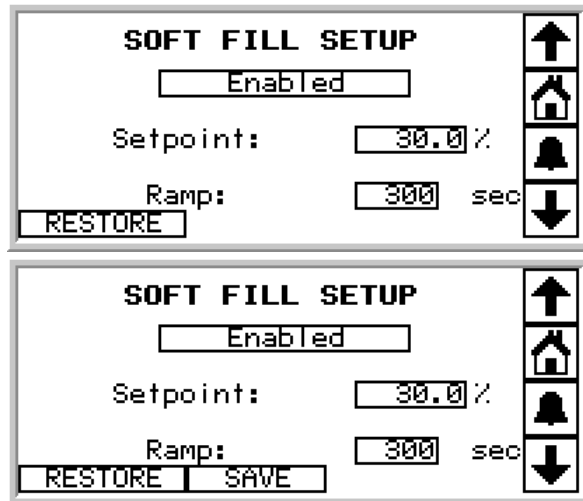 SOFT FILL SETUP
Enabled
Setpoint: 30.0 %
Ramp: 300 sec
RESTORE
SOFT FILL SETUP
Enabled
Setpoint: 30.0 %
Ramp: 300 sec
RESTORE SAVE